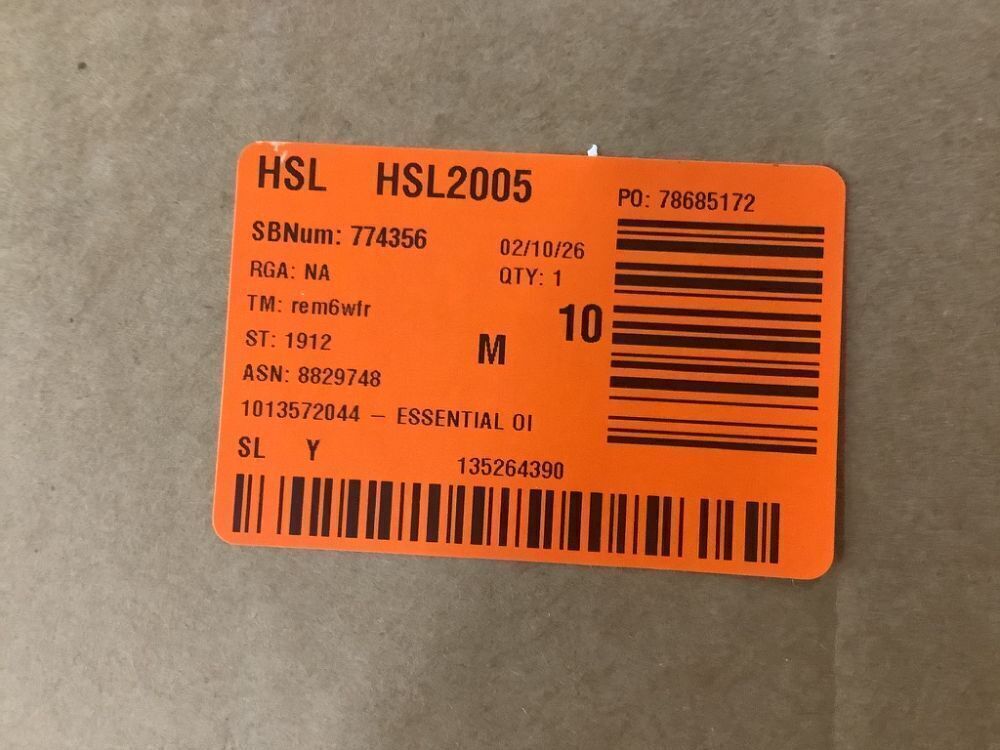 HSL HSL2005
PO: 78685172
SBNum: 774356
02/10/26
RGA: NA
QTY: 1
TM: rem6wfr
10
ST: 1912
M
ASN: 8829748
1013572044 – ESSENTIAL OI
SL Y
135264390